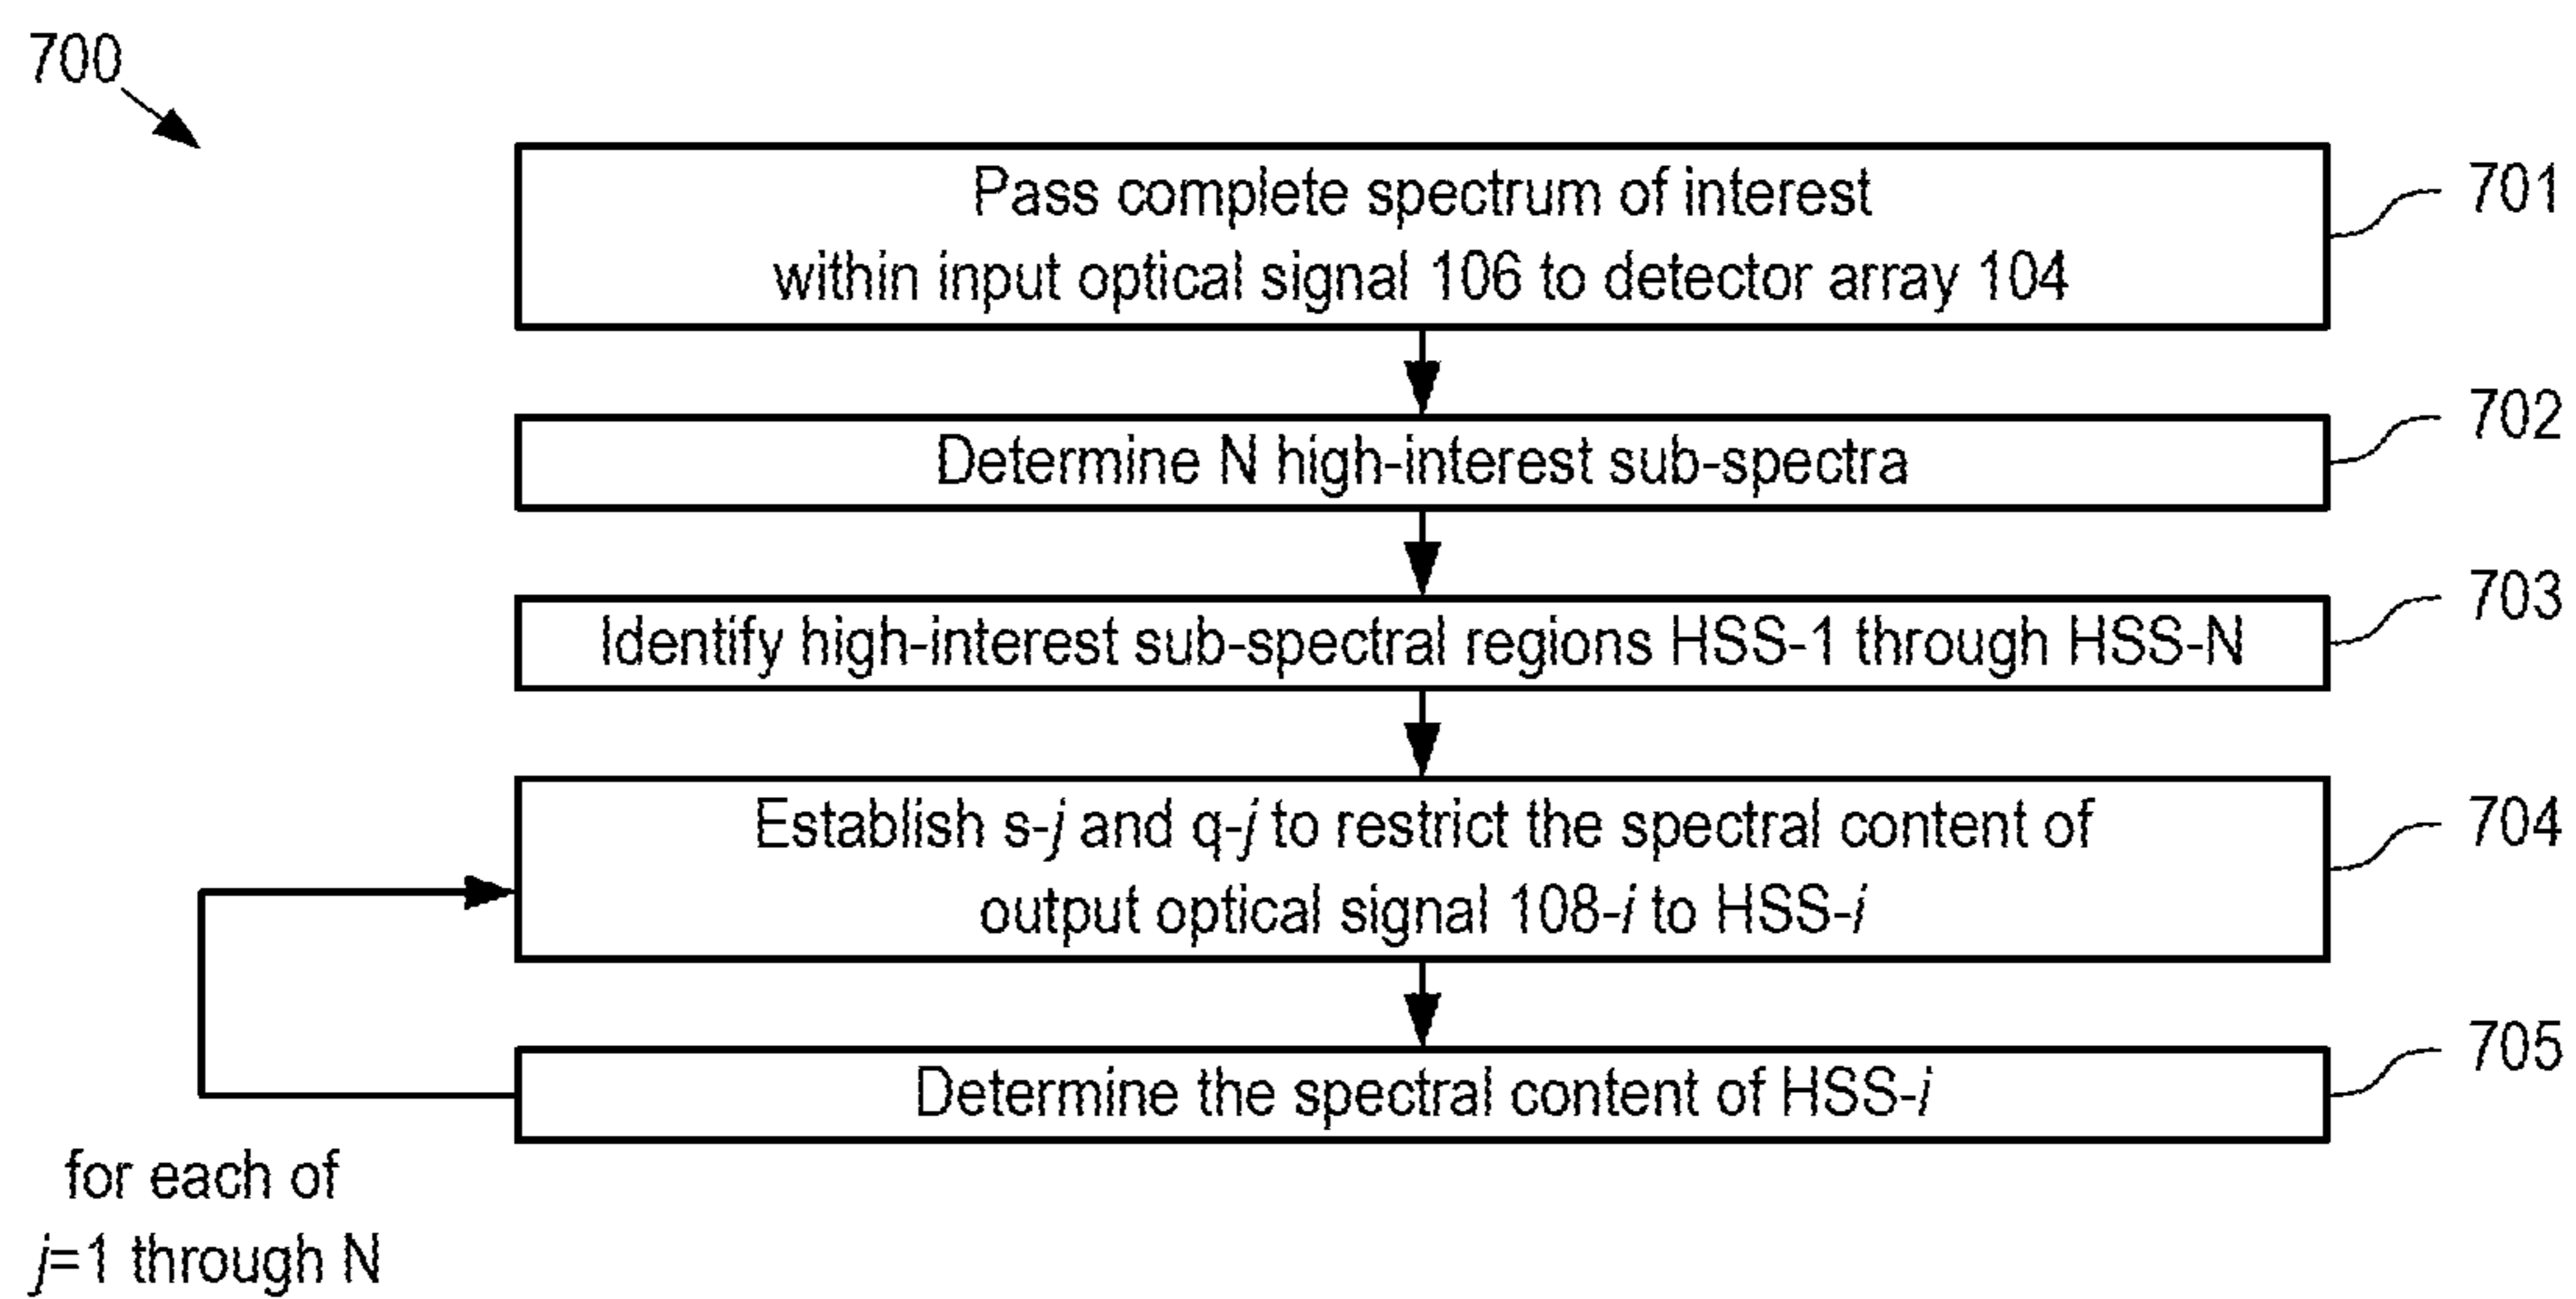 700
Pass complete spectrum of interest
within input optical signal 106 to detector array 104
701
Determine N high-interest sub-spectra
702
Identify high-interest sub-spectral regions HSS-1 through HSS-N
703
Establish s-j and q-j to restrict the spectral content of
output optical signal 108-i to HSS-i
704
Determine the spectral content of HSS-i
705
for each of
j=1 through N